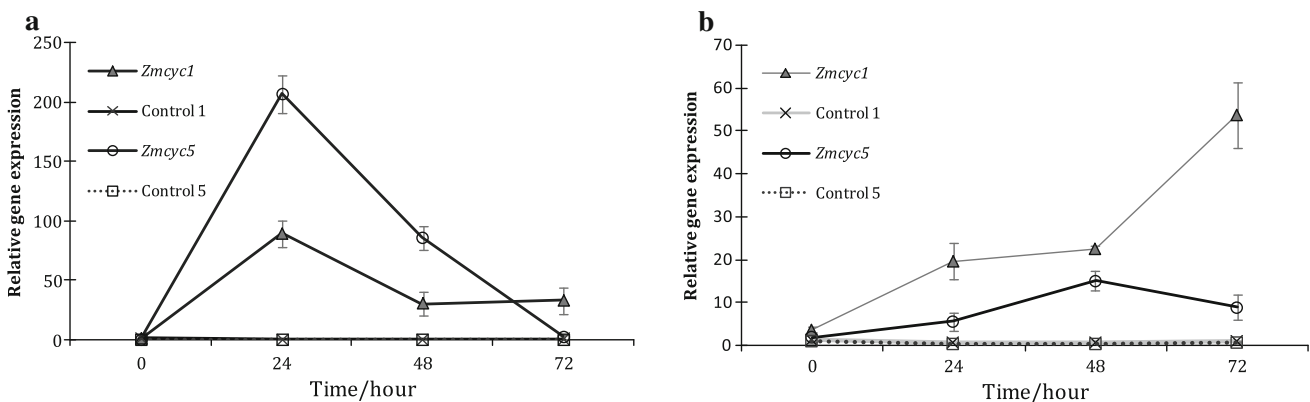 a
Relative gene expression
250
200
150
100
50
0
Zmcyc1
Control 1
Zmcyc5
Control 5
0 24 48 72
Time/hour
b
Relative gene expression
70
60
50
40
30
20
10
0
Zmcyc1
Control 1
Zmcyc5
Control 5
0 24 48 72
Time/hour